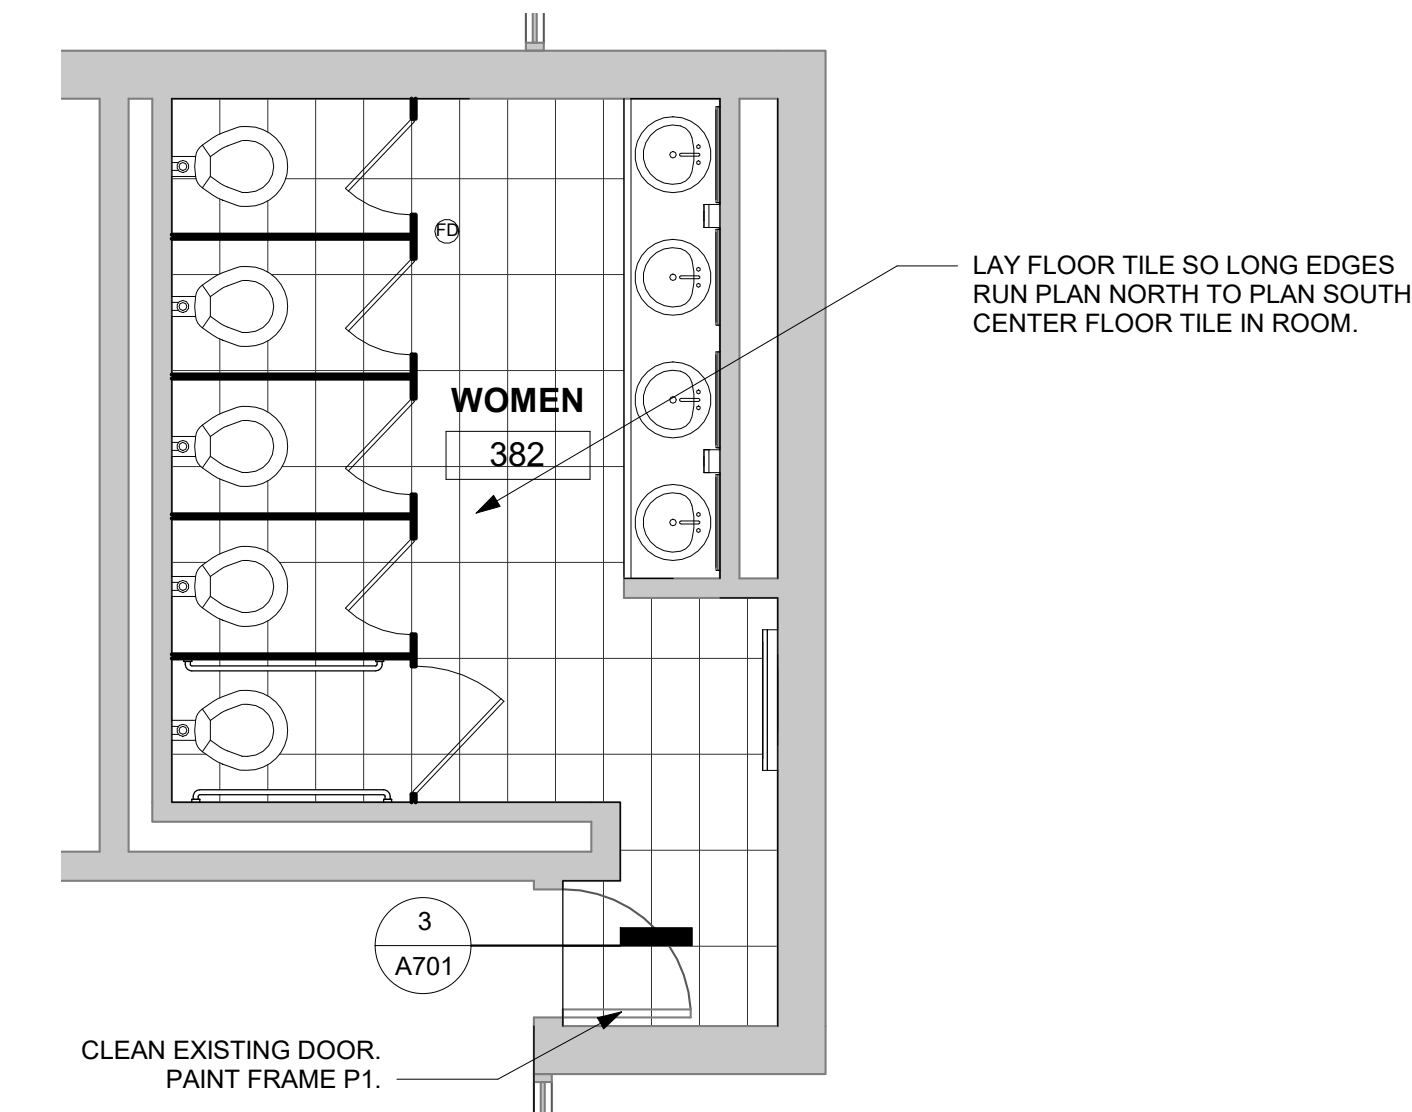 FD
LAY FLOOR TILE SO LONG EDGES
RUN PLAN NORTH TO PLAN SOUTH
CENTER FLOOR TILE IN ROOM.
WOMEN
382
3
A701
CLEAN EXISTING DOOR.
PAINT FRAME P1.